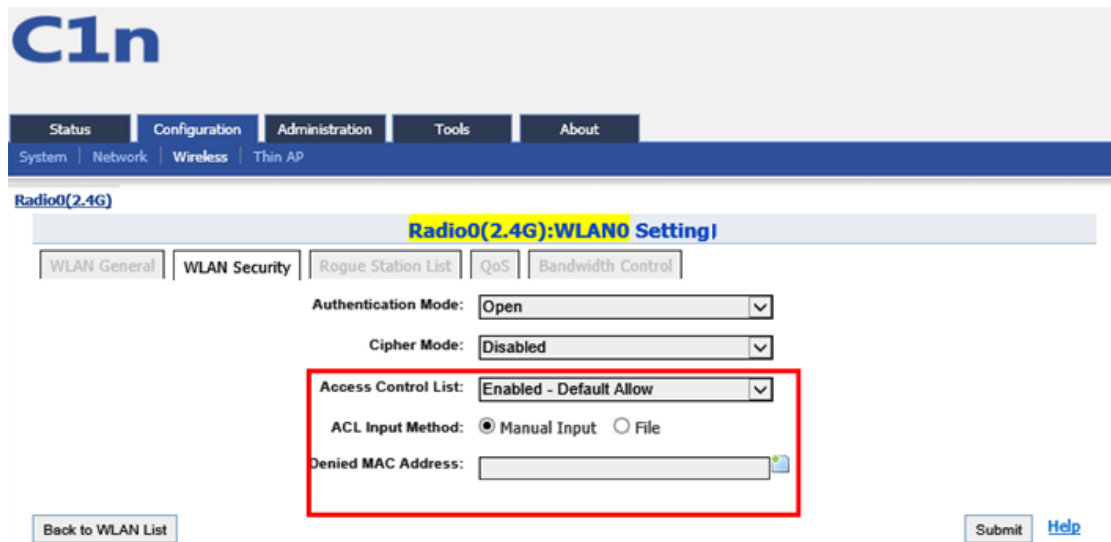 C1n
Status Configuration Administration Tools About
System Network Wireless Thin AP
Radio0(2.4G)
Radio0(2.4G):WLAN0 Setting
WLAN General WLAN Security Rogue Station List QoS Bandwidth Control
Authentication Mode: Open
Cipher Mode: Disabled
Access Control List: Enabled - Default Allow
ACL Input Method: Manual Input File
Denied MAC Address:
Back to WLAN List Submit Help